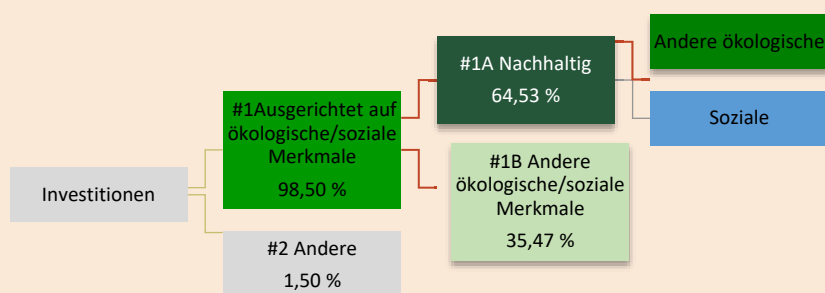 Investitionen
#1Ausgerichtet auf
ökologische/soziale
Merkmale
98,50 %
#2 Andere
1,50 %
#1A Nachhaltig
64,53 %
#1B Andere
ökologische/soziale
Merkmale
35,47 %
Andere ökologische
Soziale